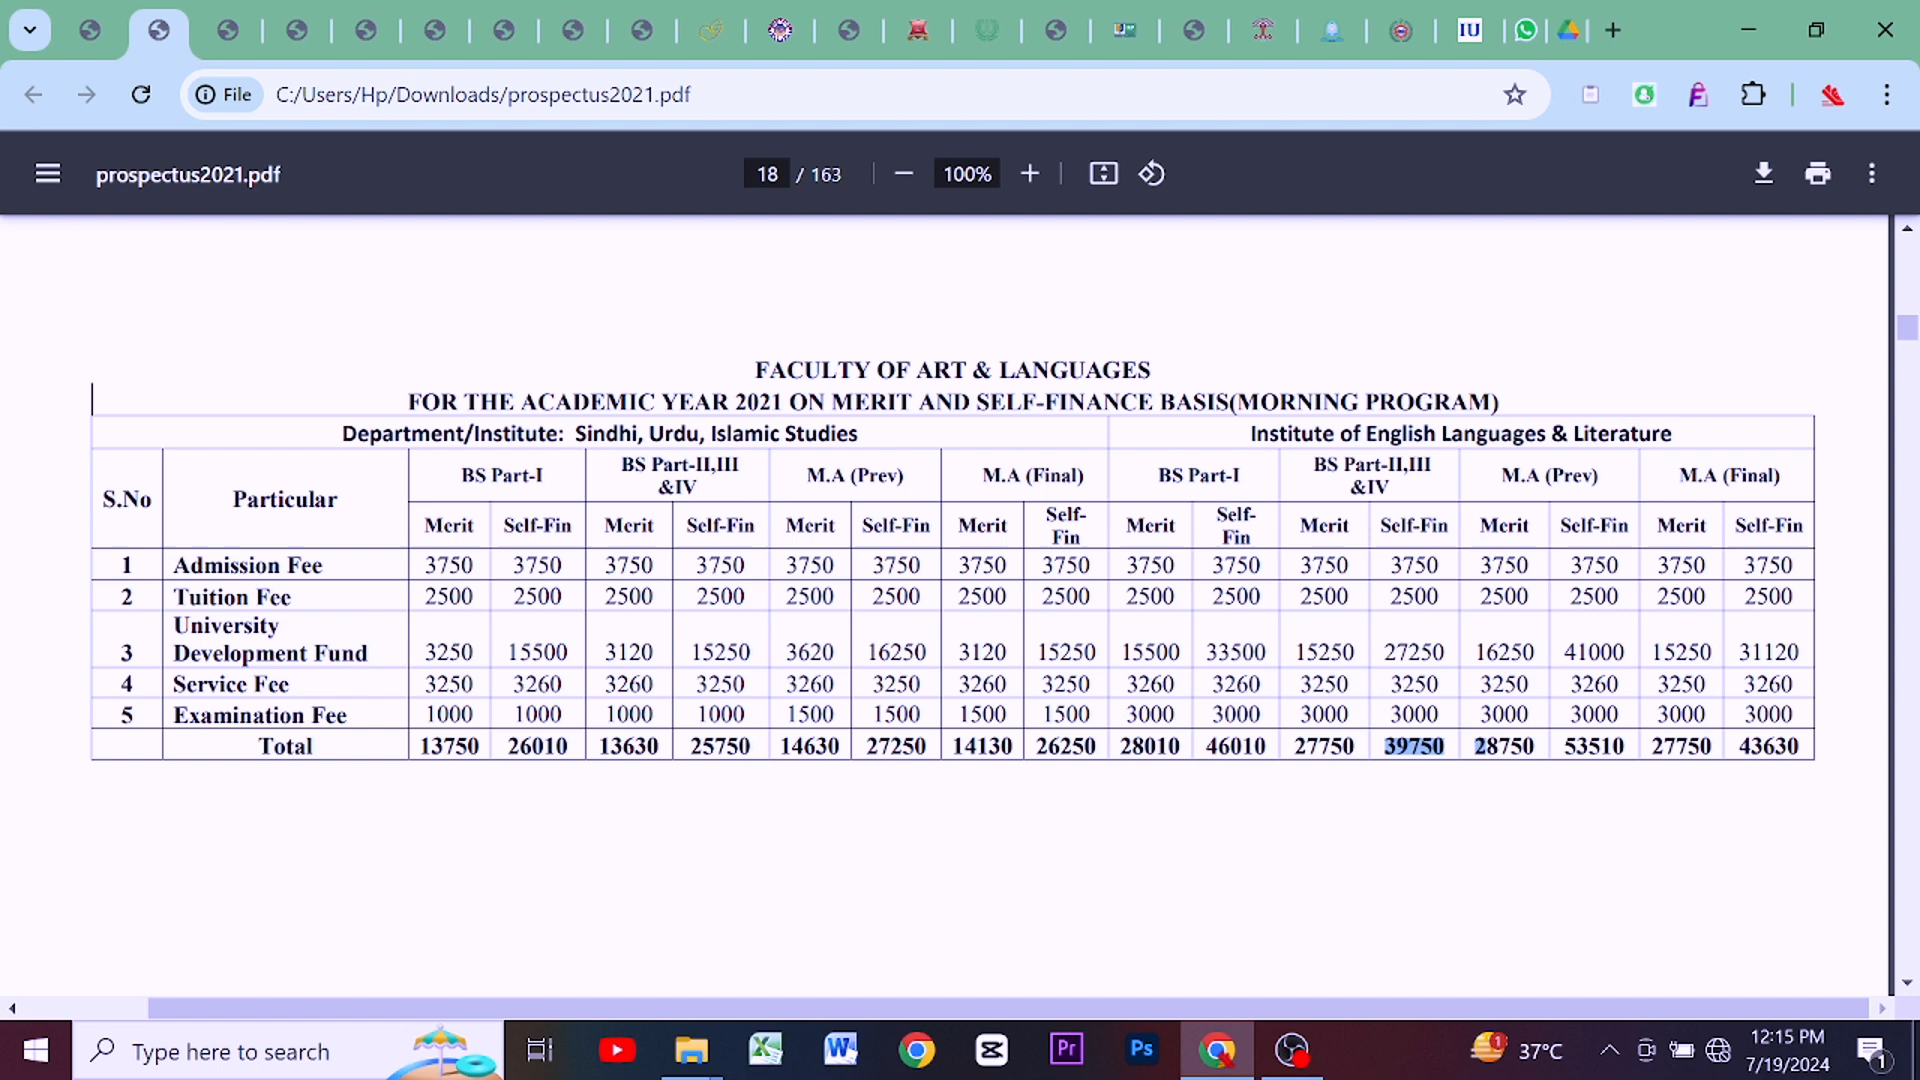 IU
File
C:/Users/Hp/Downloads/prospectus2021.pdf
prospectus2021.pdf
18 / 163
100%
FACULTY OF ART & LANGUAGES
FOR THE ACADEMIC YEAR 2021 ON MERIT AND SELF-FINANCE BASIS(MORNING PROGRAM)
Department/Institute: Sindhi, Urdu, Islamic Studies Institute of English Languages & Literature
S.No Particular BS Part-I BS Part-II,III &IV M.A (Prev) M.A (Final) BS Part-I BS Part-II,III &IV M.A (Prev) M.A (Final)
Merit Self-Fin Merit Self-Fin Merit Self-Fin Merit Self-Fin Merit Self-Fin Merit Self-Fin Merit Self-Fin Merit Self-Fin
1 Admission Fee 3750 3750 3750 3750 3750 3750 3750 3750 3750 3750 3750 3750 3750 3750 3750 3750
2 Tuition Fee 2500 2500 2500 2500 2500 2500 2500 2500 2500 2500 2500 2500 2500 2500 2500 2500
3 University Development Fund 3250 15500 3120 15250 3620 16250 3120 15250 15500 33500 15250 27250 16250 41000 15250 31120
4 Service Fee 3250 3260 3260 3250 3260 3250 3260 3250 3260 3260 3250 3250 3250 3260 3250 3260
5 Examination Fee 1000 1000 1000 1000 1500 1500 1500 1500 3000 3000 3000 3000 3000 3000 3000 3000
Total 13750 26010 13630 25750 14630 27250 14130 26250 28010 46010 27750 39750 28750 53510 27750 43630
Type here to search
Pr
Ps
1
37°C
12:15 PM
7/19/2024
1